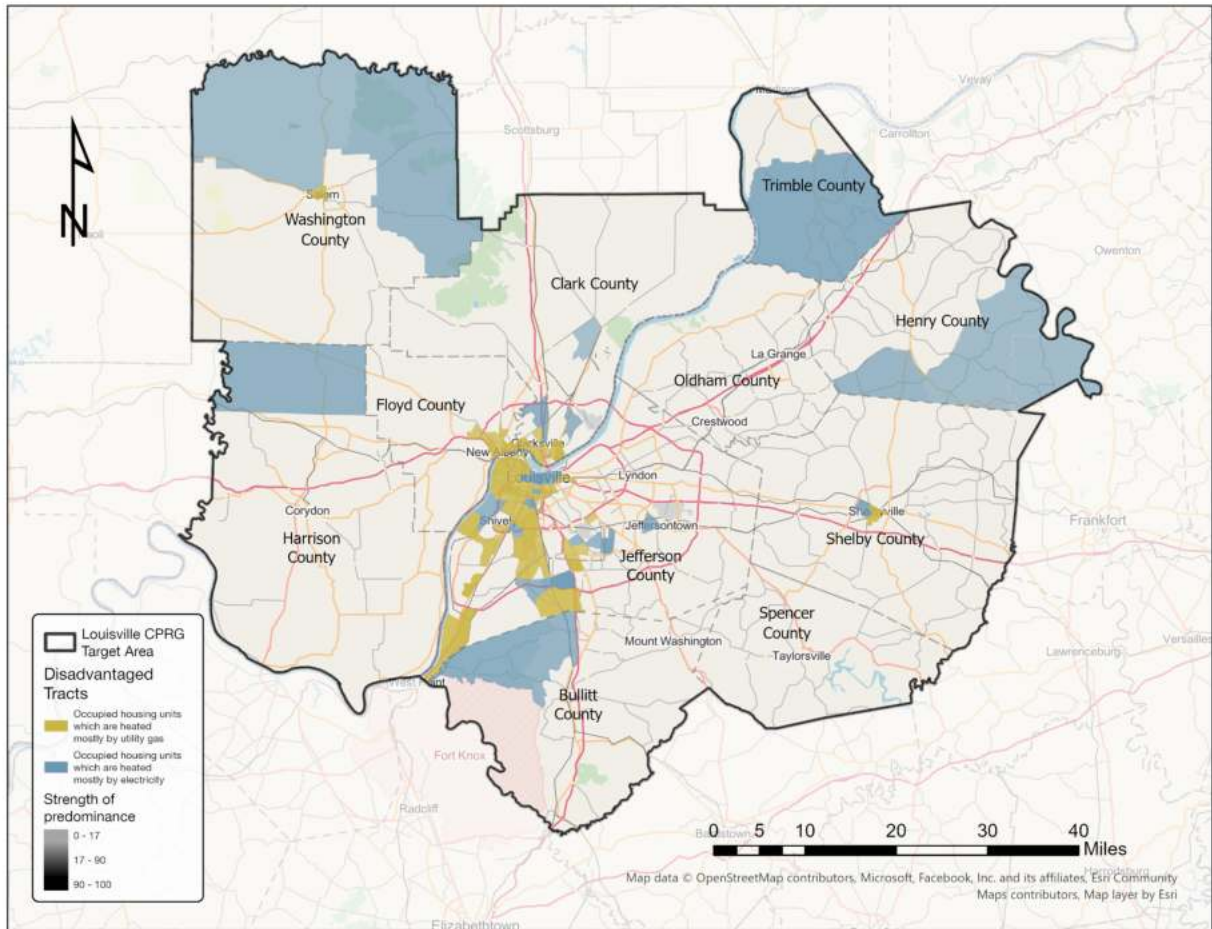 Vevay
Scottsburg
Carrollton
N
Salem
Washington
County
Trimble County
Owenton
Clark County
Henry County
La Grange
Oldham County
Floyd County
Crestwood
Clarksville
New Albany
Louisville
Lyndon
Corydon
Shively
Jeffersontown
Shelbyville
Frankfort
Harrison
County
Jefferson
County
Shelby County
Spencer
County
Mount Washington
Taylorsville
Versailles
Lawrenceburg
West Point
Bullitt
County
Fort Knox
Radcliff
Bardstown
Harrodsburg
Elizabethtown
Louisville CPRG
Target Area
Disadvantaged
Tracts
Occupied housing units
which are heated
mostly by utility gas
Occupied housing units
which are heated
mostly by electricity
Strength of
predominance
0 - 17
17 - 90
90 - 100
0 5 10 20 30 40
Miles
Map data © OpenStreetMap contributors, Microsoft, Facebook, Inc. and its affiliates, Esri Community
Maps contributors, Map layer by Esri